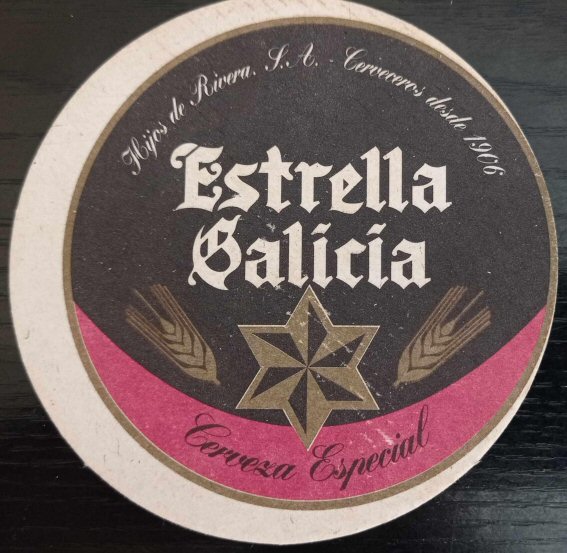 Hijos de Rivera. S.A. - Cerveceros desde 1906
Estrella
Galicia
Cerveza Especial